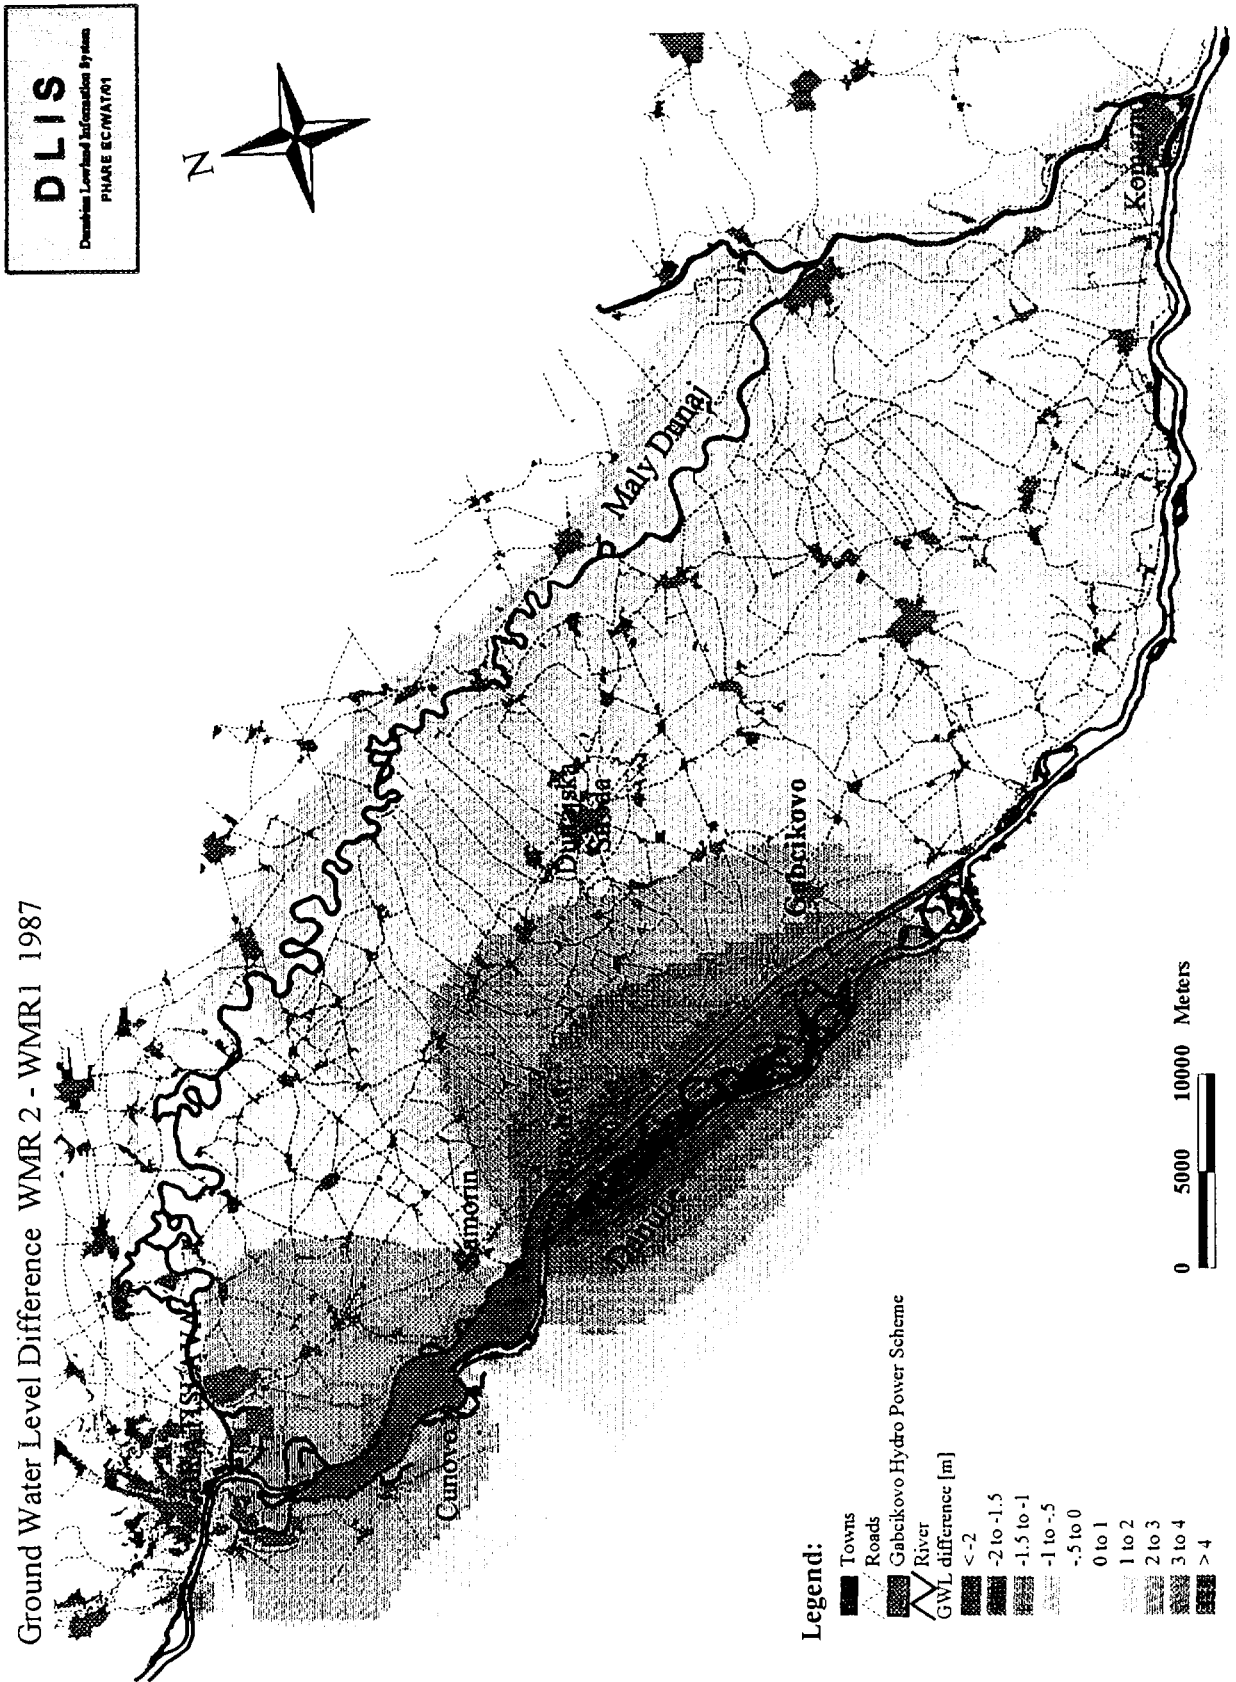 Ground Water Level Difference WMR 2 - WMR1 1987
DLIS
Danubian Lowland Information System
PHARE EC/WAT/01
N
Maly Dunaj
Komarno
Dunajska
Streda
Gabcikovo
Samorin
Cunovo
BRATISLAVA
Legend:
Towns
Roads
Gabcikovo Hydro Power Scheme
River
GWL difference [m]
< -2
-2 to -1.5
-1.5 to -1
-1 to -.5
-.5 to 0
0 to 1
1 to 2
2 to 3
3 to 4
> 4
0 5000 10000 Meters